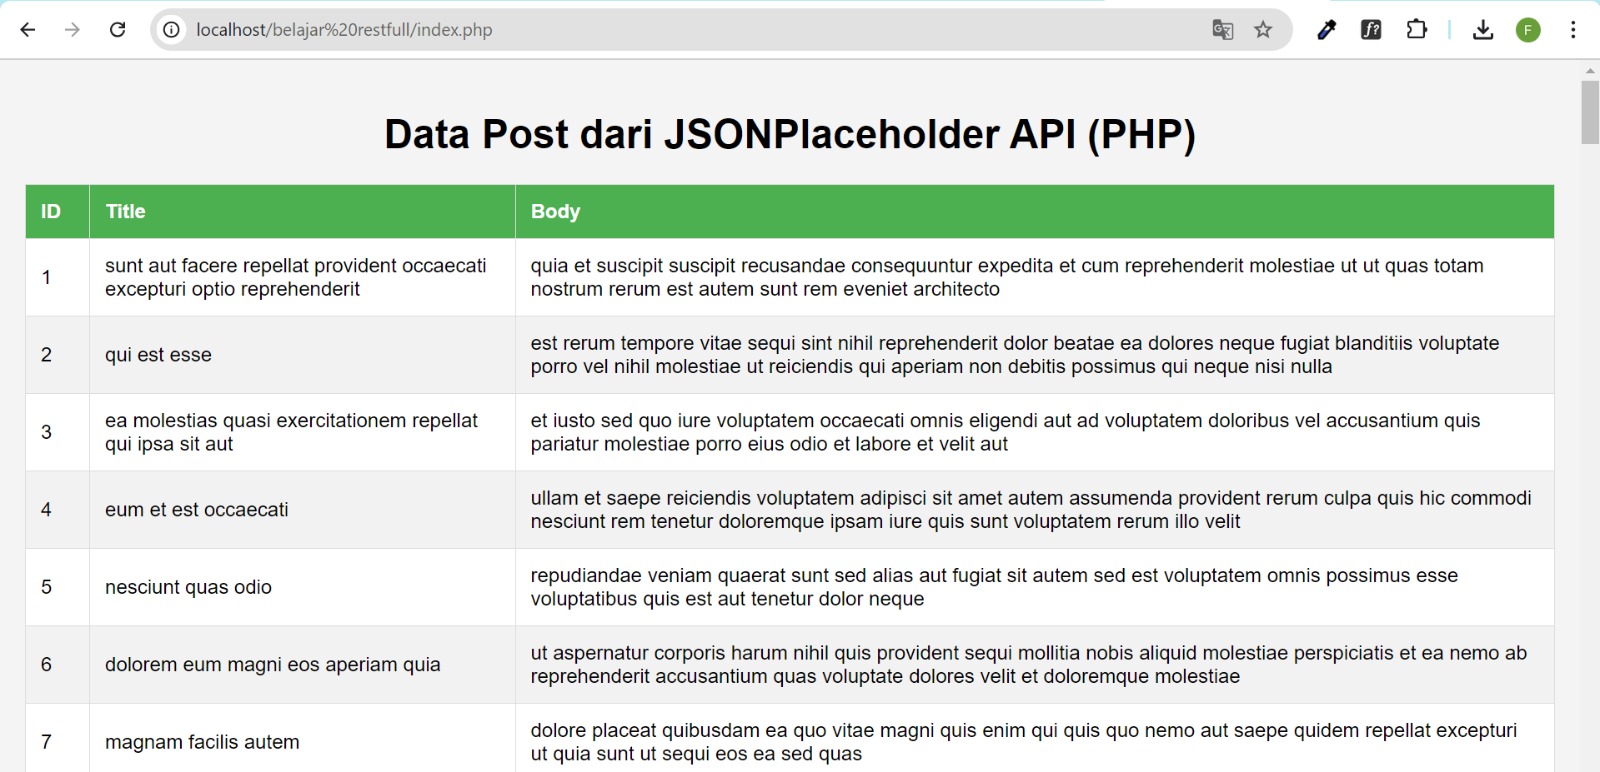 localhost/belajar%20restfull/index.php
f?
F
Data Post dari JSONPlaceholder API (PHP)
ID Title Body
1 sunt aut facere repellat provident occaecati excepturi optio reprehenderit quia et suscipit suscipit recusandae consequuntur expedita et cum reprehenderit molestiae ut ut quas totam nostrum rerum est autem sunt rem eveniet architecto
2 qui est esse est rerum tempore vitae sequi sint nihil reprehenderit dolor beatae ea dolores neque fugiat blanditiis voluptate porro vel nihil molestiae ut reiciendis qui aperiam non debitis possimus qui neque nisi nulla
3 ea molestias quasi exercitationem repellat qui ipsa sit aut et iusto sed quo iure voluptatem occaecati omnis eligendi aut ad voluptatem doloribus vel accusantium quis pariatur molestiae porro eius odio et labore et velit aut
4 eum et est occaecati ullam et saepe reiciendis voluptatem adipisci sit amet autem assumenda provident rerum culpa quis hic commodi nesciunt rem tenetur doloremque ipsam iure quis sunt voluptatem rerum illo velit
5 nesciunt quas odio repudiandae veniam quaerat sunt sed alias aut fugiat sit autem sed est voluptatem omnis possimus esse voluptatibus quis est aut tenetur dolor neque
6 dolorem eum magni eos aperiam quia ut aspernatur corporis harum nihil quis provident sequi mollitia nobis aliquid molestiae perspiciatis et ea nemo ab reprehenderit accusantium quas voluptate dolores velit et doloremque molestiae
7 magnam facilis autem dolore placeat quibusdam ea quo vitae magni quis enim qui quis quo nemo aut saepe quidem repellat excepturi ut quia sunt ut sequi eos ea sed quas